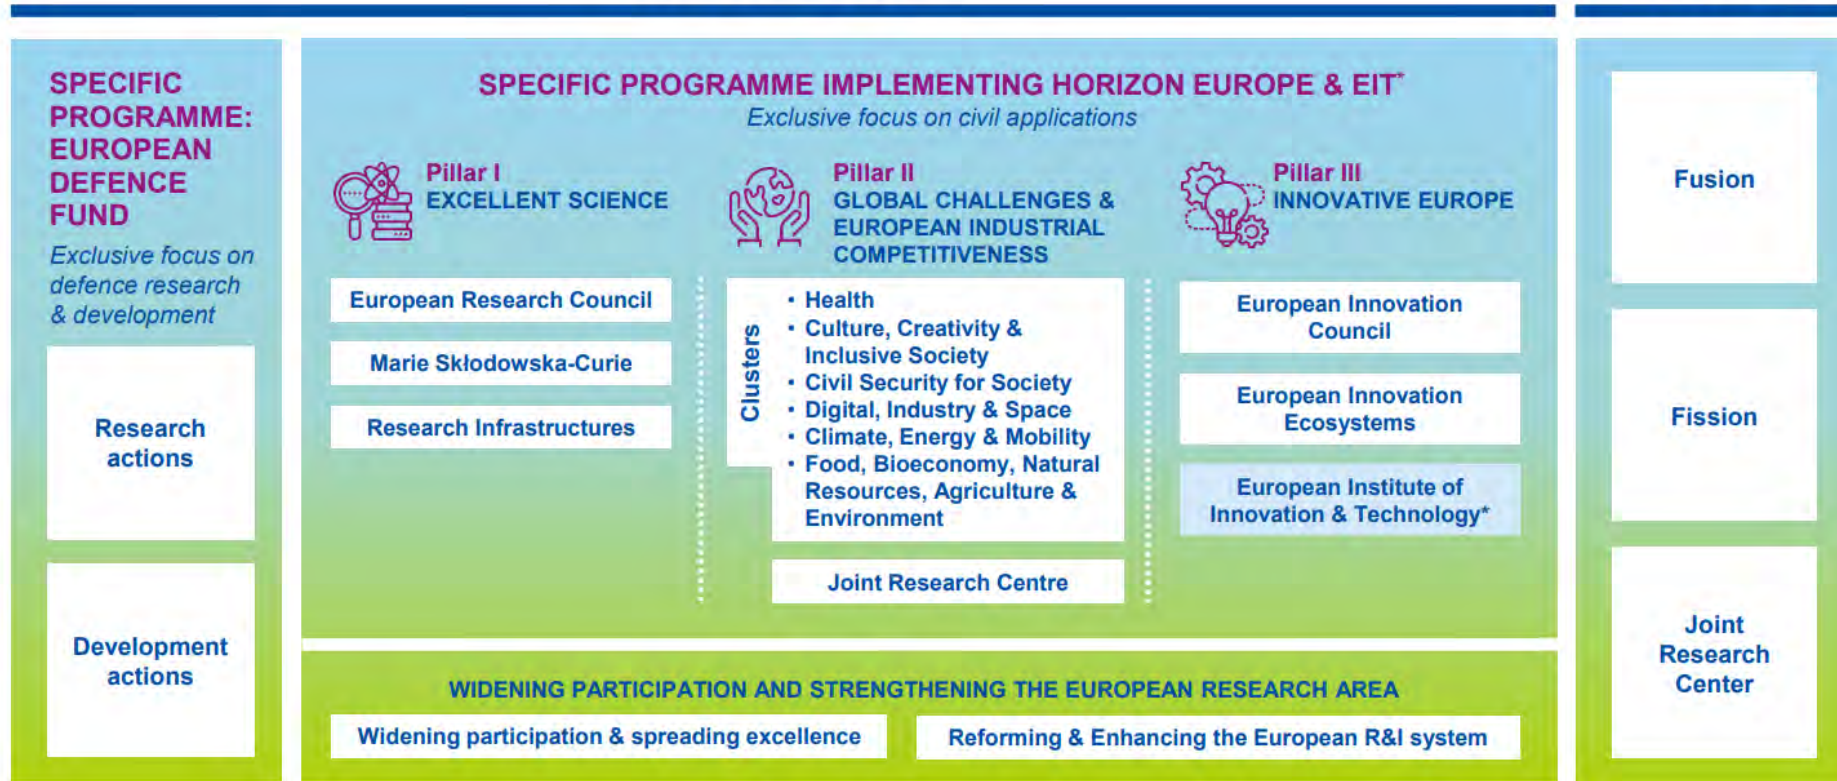 SPECIFIC
PROGRAMME:
EUROPEAN
DEFENCE
FUND
Exclusive focus on
defence research
& development
Research
actions
Development
actions
SPECIFIC PROGRAMME IMPLEMENTING HORIZON EUROPE & EIT*
Exclusive focus on civil applications
Pillar I
EXCELLENT SCIENCE
European Research Council
Marie Skłodowska-Curie
Research Infrastructures
Pillar II
GLOBAL CHALLENGES &
EUROPEAN INDUSTRIAL
COMPETITIVENESS
Clusters
• Health
• Culture, Creativity &
Inclusive Society
• Civil Security for Society
• Digital, Industry & Space
• Climate, Energy & Mobility
• Food, Bioeconomy, Natural
Resources, Agriculture &
Environment
Joint Research Centre
Pillar III
INNOVATIVE EUROPE
European Innovation
Council
European Innovation
Ecosystems
European Institute of
Innovation & Technology*
WIDENING PARTICIPATION AND STRENGTHENING THE EUROPEAN RESEARCH AREA
Widening participation & spreading excellence
Reforming & Enhancing the European R&I system
Fusion
Fission
Joint
Research
Center